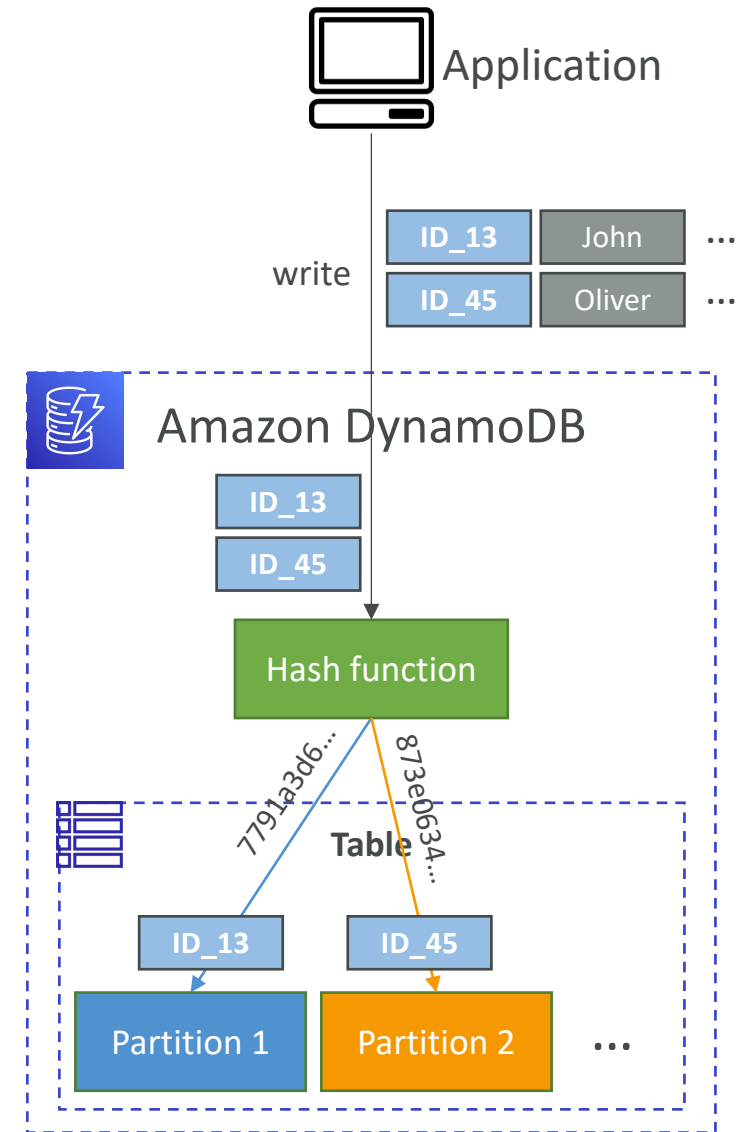 Application
ID_13 John ...
write
ID_45 Oliver ...
Amazon DynamoDB
ID_13
ID_45
Hash function
7791a3d6...
873e0634...
Table
ID_13 ID_45
Partition 1 Partition 2 ...